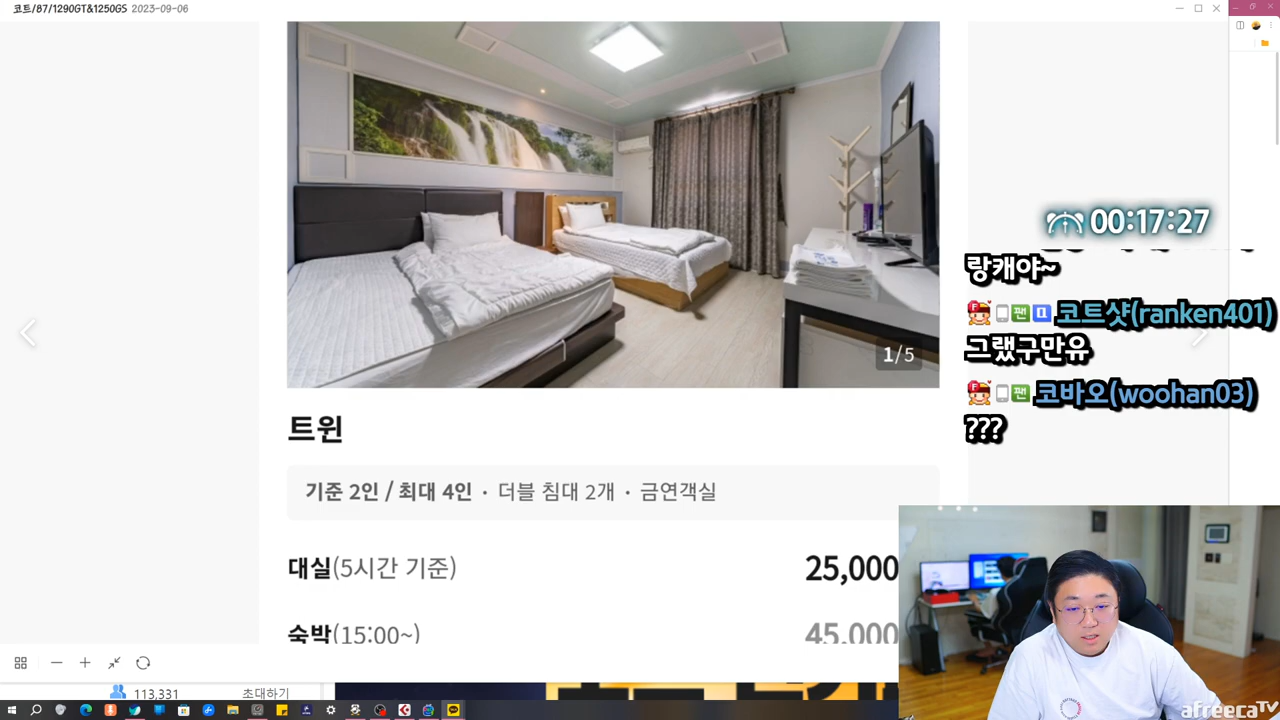 코트/87/1290GT&1250GS 2023-09-06
1/5
트윈
기준 2인 / 최대 4인 · 더블 침대 2개 · 금연객실
대실(5시간 기준)
25,000
숙박(15:00~)
45,000
00:17:27
랑캐야~
코트샷(ranken401)
그랬구만유
코바오(woohan03)
???
113,331
초대하기
afreecaTV